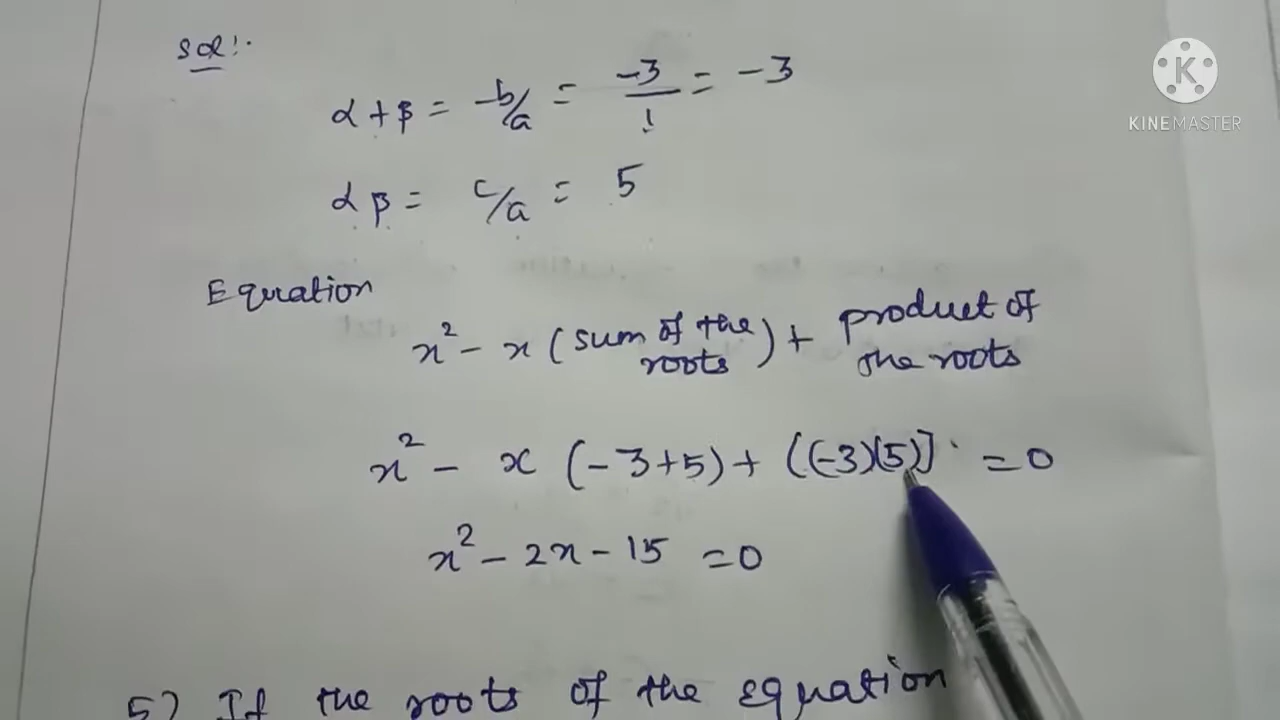 Sol:-
α + β = -b/a = -3/1 = -3
α β = c/a = 5
Equation
x² - x (sum of the roots) + product of the roots
x² - x (-3+5) + ((-3)(5)] = 0
x² - 2x - 15 = 0
5) If the roots of the equation
K
KINEMASTER